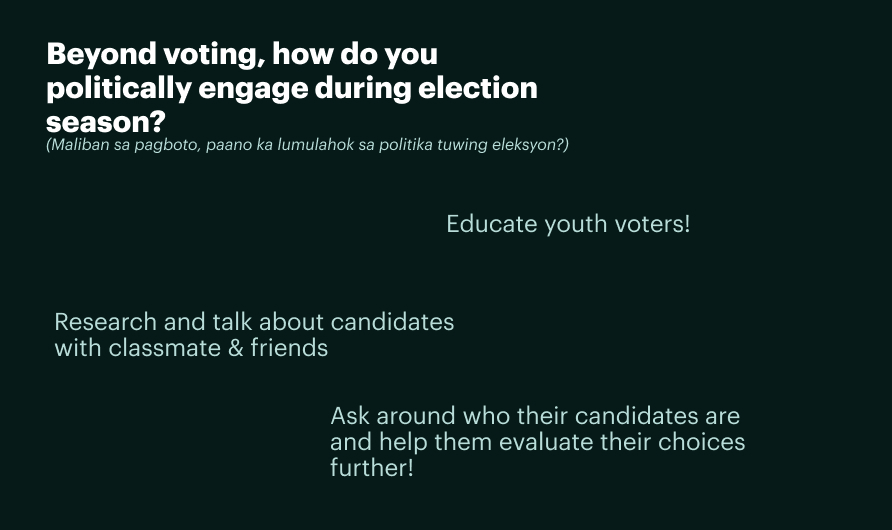 Beyond voting, how do you
politically engage during election
season?
(Maliban sa pagboto, paano ka lumulahok sa politika tuwing eleksyon?)
Educate youth voters!
Research and talk about candidates
with classmate & friends
Ask around who their candidates are
and help them evaluate their choices
further!